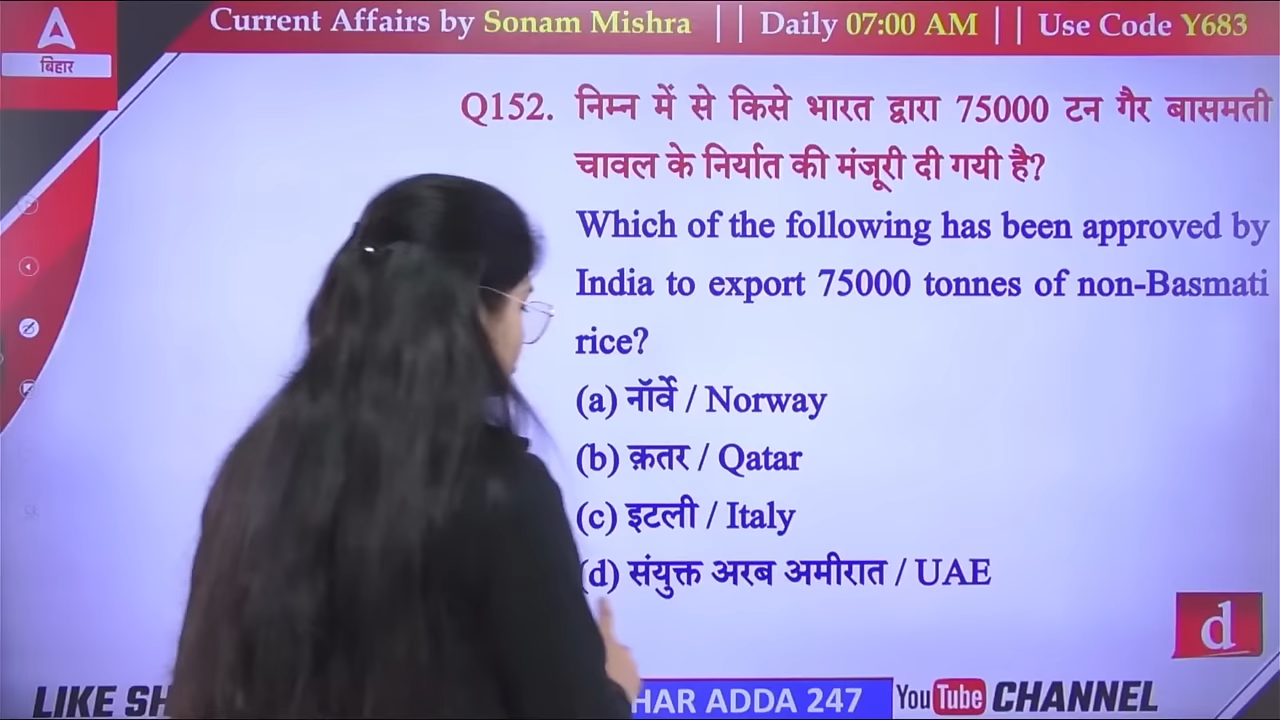 Current Affairs by Sonam Mishra || Daily 07:00 AM || Use Code Y683
बिहार
Q152. निम्न में से किसे भारत द्वारा 75000 टन गैर बासमती
चावल के निर्यात की मंजूरी दी गयी है?
Which of the following has been approved by
India to export 75000 tonnes of non-Basmati
rice?
(a) नॉर्वे / Norway
(b) क़तर / Qatar
(c) इटली / Italy
(d) संयुक्त अरब अमीरात / UAE
d
LIKE SH HAR ADDA 247 YouTube CHANNEL